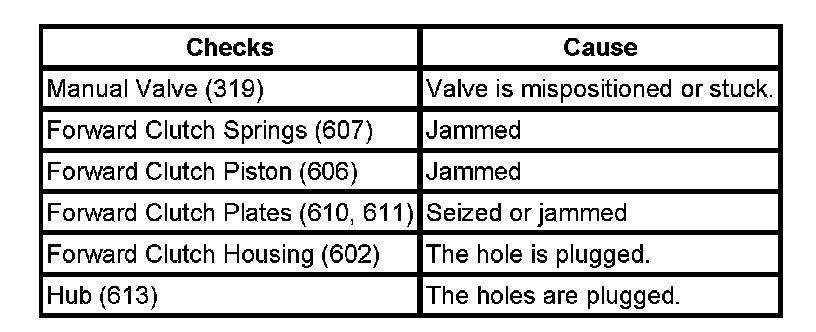 Checks Cause
Manual Valve (319) Valve is mispositioned or stuck.
Forward Clutch Springs (607) Jammed
Forward Clutch Piston (606) Jammed
Forward Clutch Plates (610, 611) Seized or jammed
Forward Clutch Housing (602) The hole is plugged.
Hub (613) The holes are plugged.